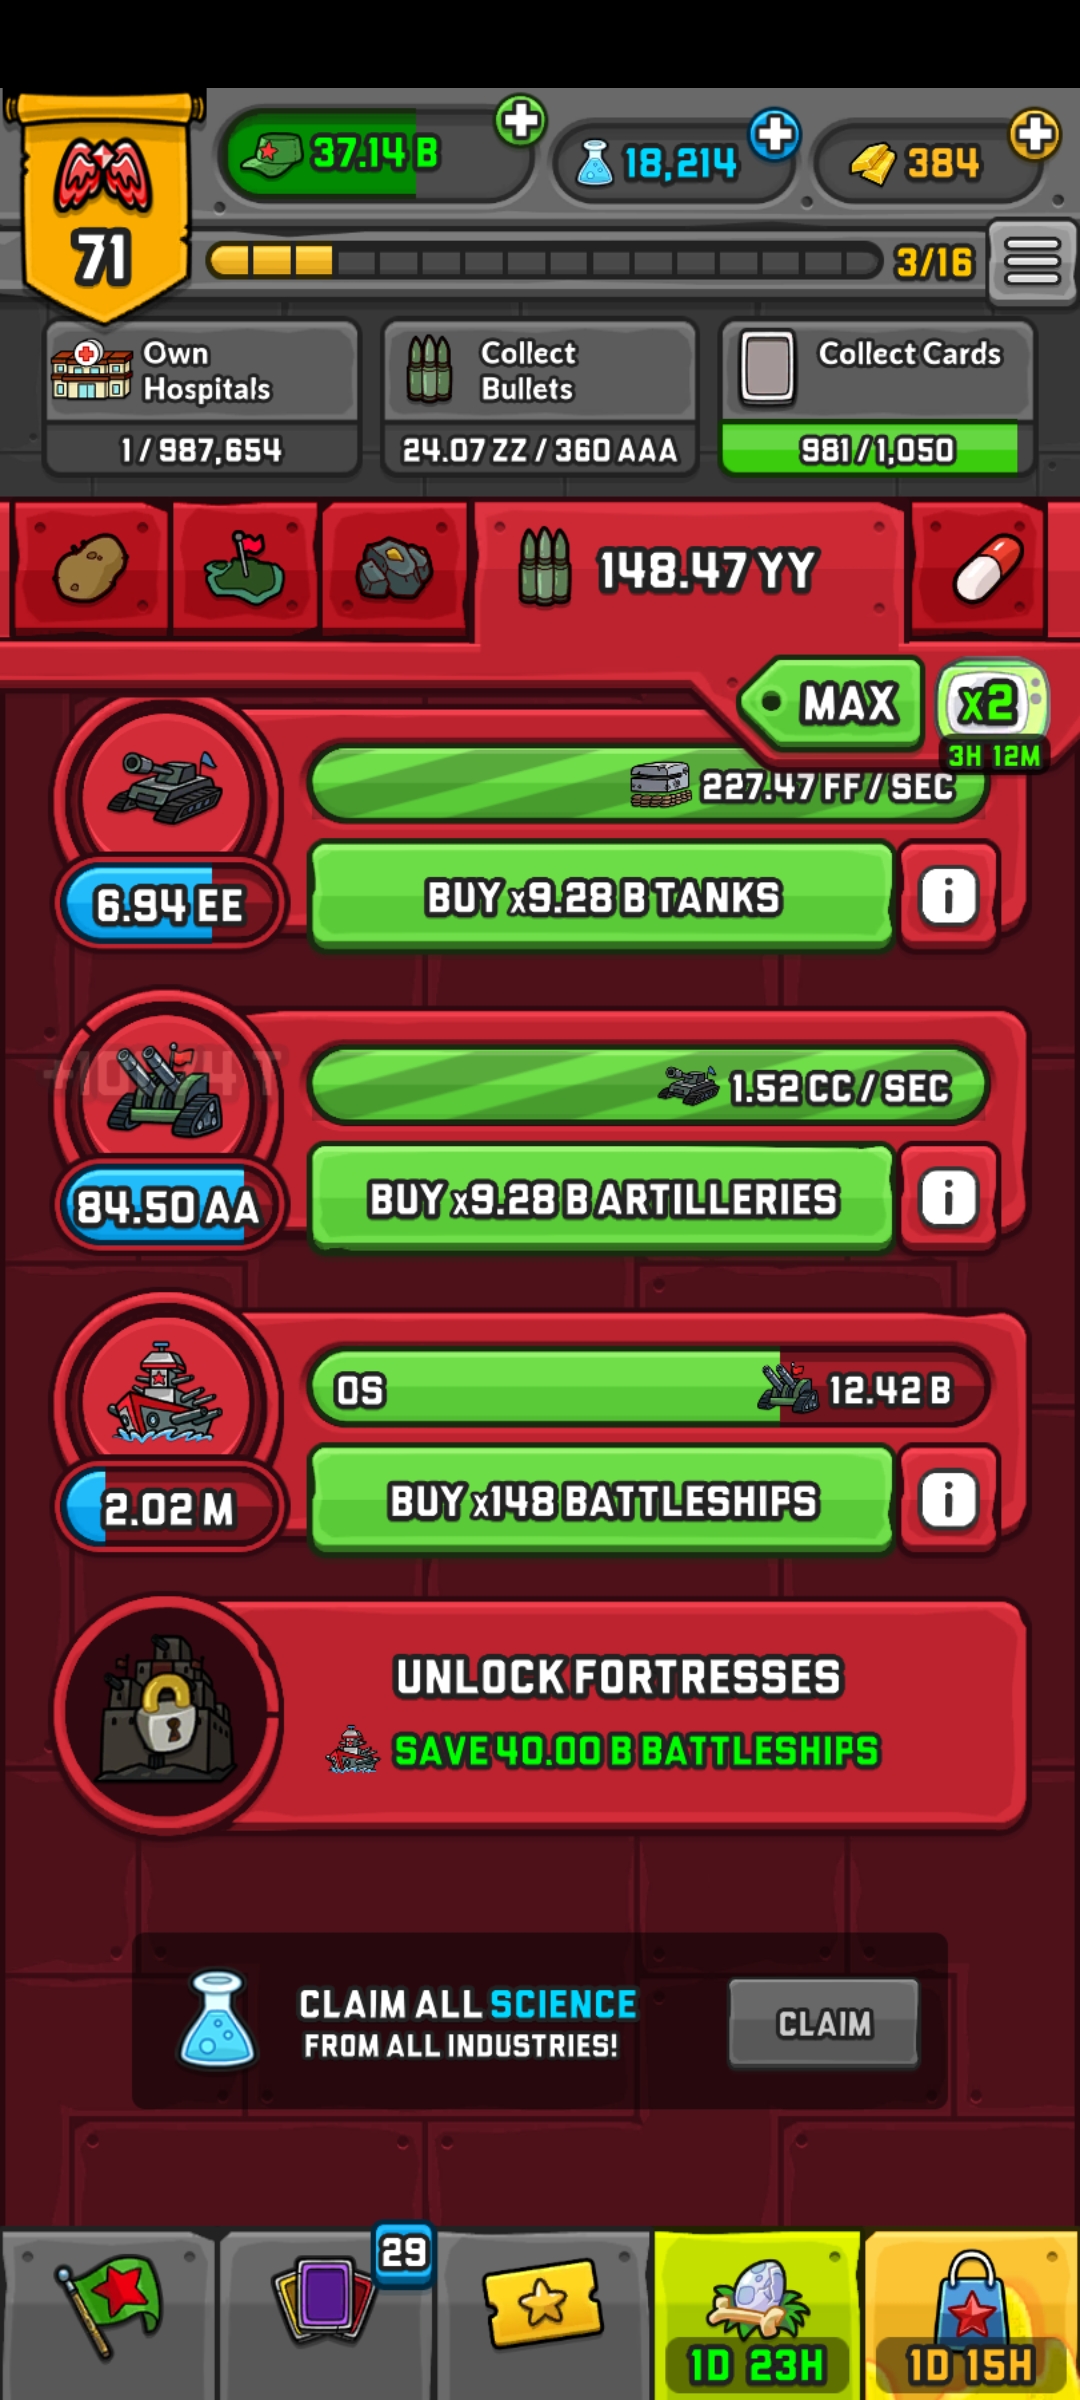 71
37.14 B
18,214
384
3/16
Own
Hospitals
1 / 987,654
Collect
Bullets
24.07 ZZ / 360 AAA
Collect Cards
981 / 1,050
148.47 YY
MAX
x2
3H 12M
227.47 FF / SEC
6.94 EE
BUY x9.28 B TANKS
i
1.52 CC / SEC
84.50 AA
BUY x9.28 B ARTILLERIES
i
0S
12.42 B
2.02 M
BUY x148 BATTLESHIPS
i
UNLOCK FORTRESSES
SAVE 40.00 B BATTLESHIPS
CLAIM ALL SCIENCE
FROM ALL INDUSTRIES!
CLAIM
29
1D 23H
1D 15H